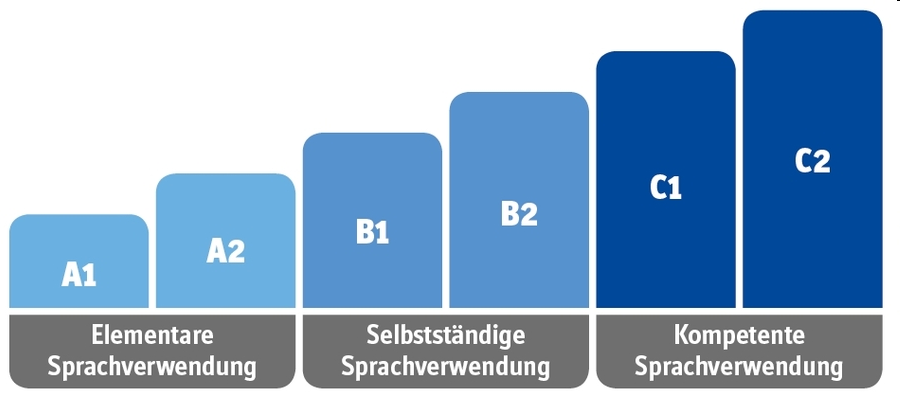 A1
A2
B1
B2
C1
C2
Elementare
Sprachverwendung
Selbstständige
Sprachverwendung
Kompetente
Sprachverwendung